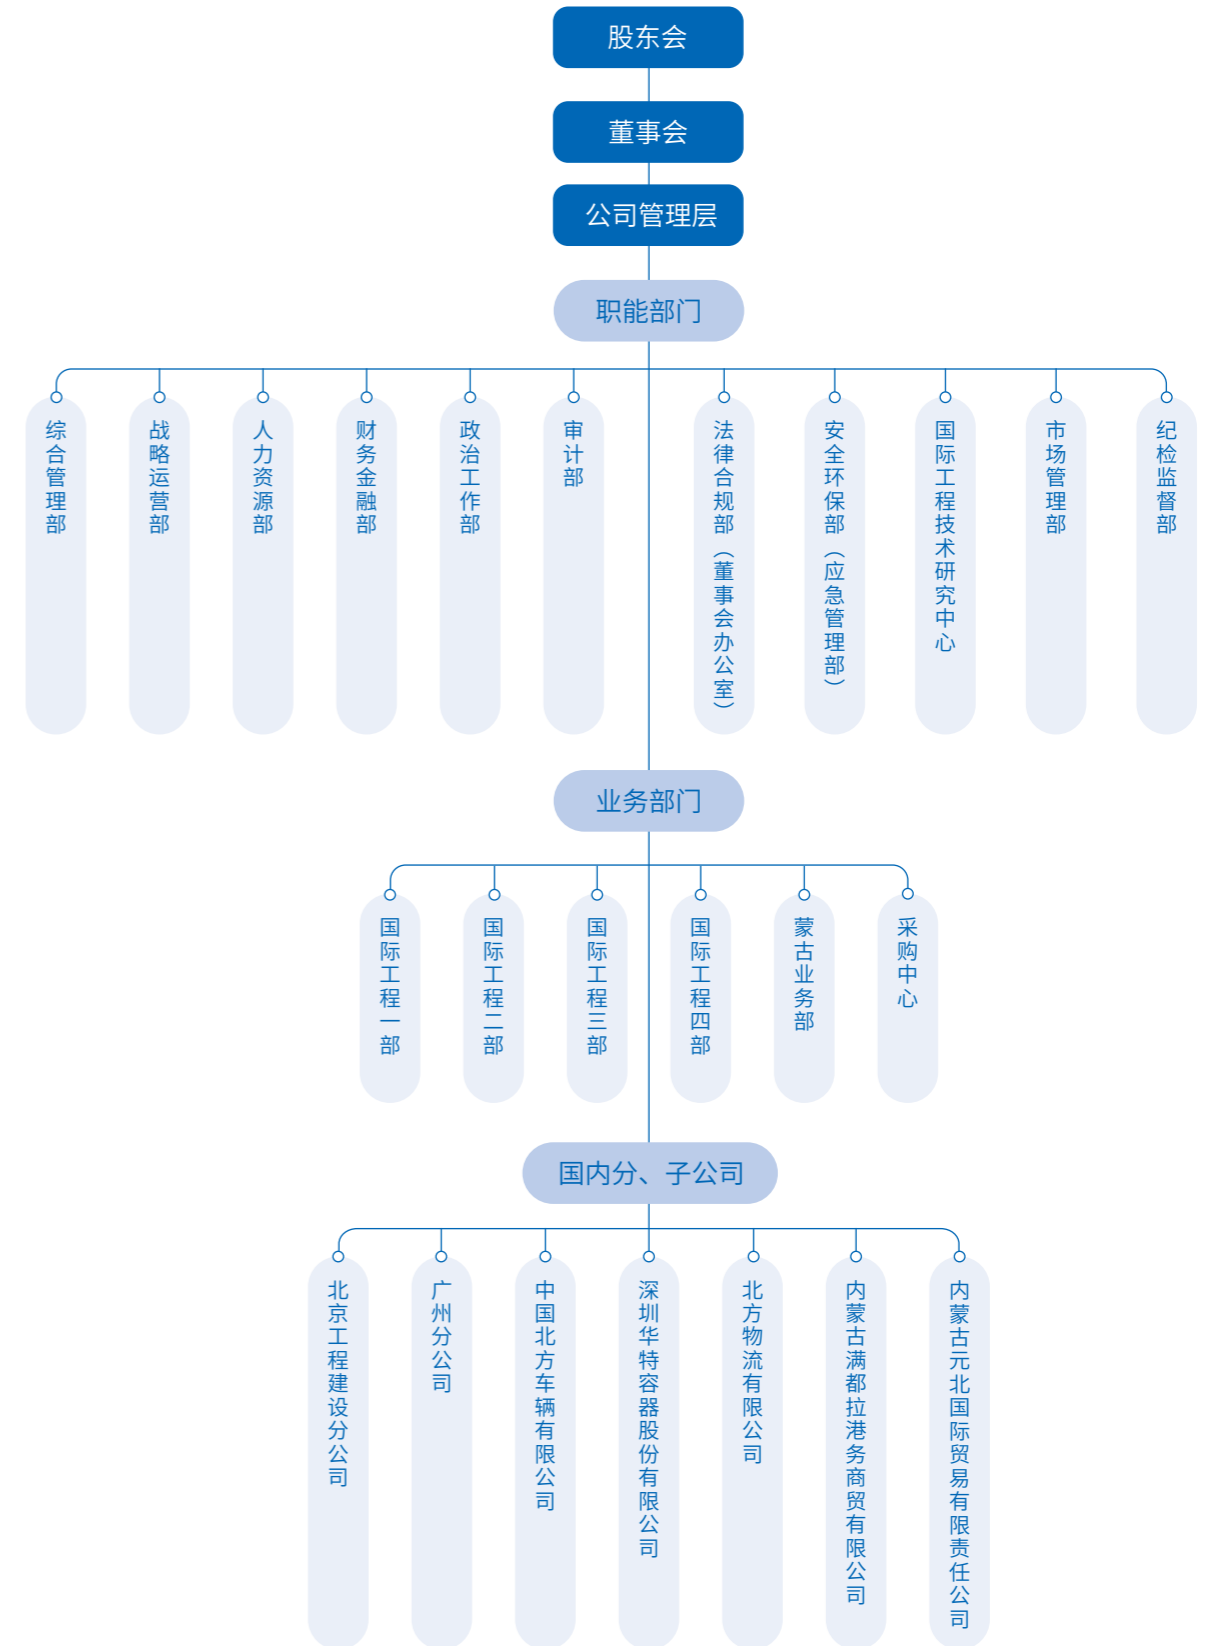 股东会
董事会
公司管理层
职能部门
综合管理部
战略运营部
人力资源部
财务金融部
政治工作部
审计部
法律合规部（董事会办公室）
安全环保部（应急管理部）
国际工程技术研究中心
市场管理部
纪检监督部
业务部门
国际工程一部
国际工程二部
国际工程三部
国际工程四部
蒙古业务部
采购中心
国内分、子公司
北京工程建设分公司
广州分公司
中国北方车辆有限公司
深圳华特容器股份有限公司
北方物流有限公司
内蒙古满都拉港务商贸有限公司
内蒙古元北国际贸易有限责任公司